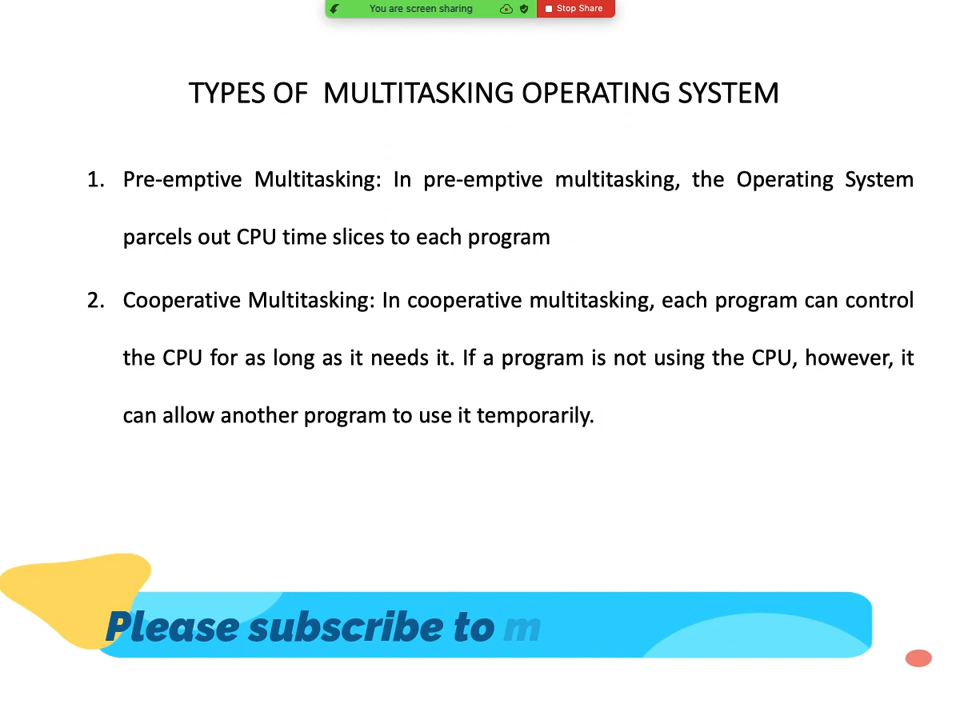 You are screen sharing
Stop Share
TYPES OF MULTITASKING OPERATING SYSTEM
1. Pre-emptive Multitasking: In pre-emptive multitasking, the Operating System
parcels out CPU time slices to each program
2. Cooperative Multitasking: In cooperative multitasking, each program can control
the CPU for as long as it needs it. If a program is not using the CPU, however, it
can allow another program to use it temporarily.
Please subscribe to m